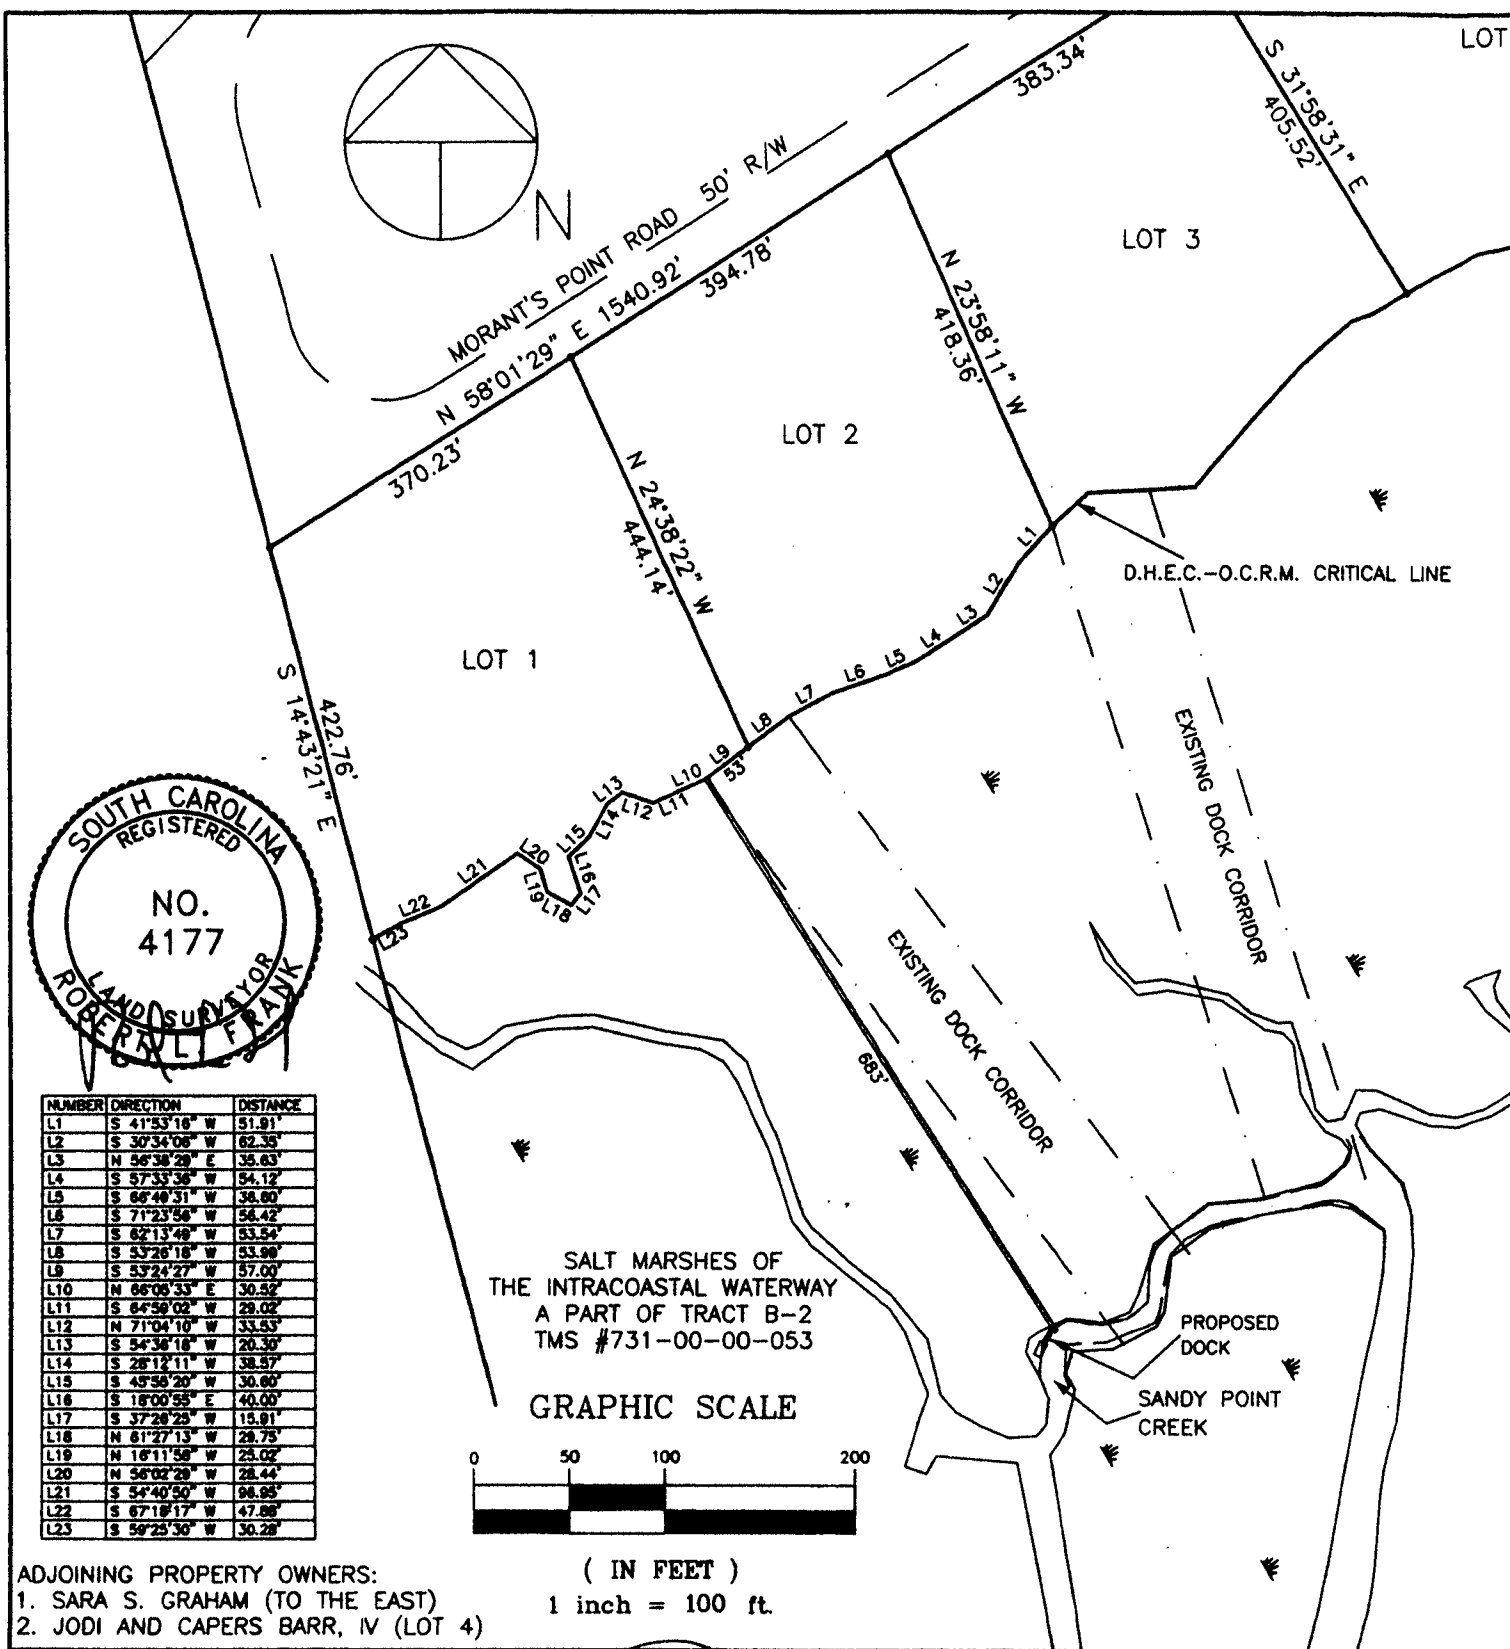 LOT
S 31°58'31" E
405.52'
383.34'
MORANT'S POINT ROAD 50' R/W
N 58°01'29" E 1540.92'
394.78'
370.23'
N
LOT 3
N 23°58'11" W
418.36'
LOT 2
N 24°38'22" W
444.14'
LOT 1
S 14°43'21" E
422.76'
D.H.E.C.-O.C.R.M. CRITICAL LINE
L1
L2
L3
L4
L5
L6
L7
L8
L9
53'
L10
L11
L12
L13
L14
L15
L16
L17
L18
L19
L20
L21
L22
L23
EXISTING DOCK CORRIDOR
EXISTING DOCK CORRIDOR
683'
SOUTH CAROLINA
REGISTERED
NO.
4177
LAND SURVEYOR
ROBERT L. FRANK
NUMBER DIRECTION DISTANCE
L1 S 41°53'16" W 51.91'
L2 S 30°34'06" W 62.35'
L3 N 56°38'29" E 35.63'
L4 S 57°33'36" W 54.12'
L5 S 66°49'31" W 38.60'
L6 S 71°23'56" W 56.42'
L7 S 62°13'49" W 53.54'
L8 S 53°26'18" W 53.99'
L9 S 53°24'27" W 57.00'
L10 N 66°05'33" E 30.52'
L11 S 64°59'02" W 29.02'
L12 N 71°04'10" W 33.53'
L13 S 54°36'18" W 20.30'
L14 S 28°12'11" W 38.57'
L15 S 45°56'20" W 30.60'
L16 S 18°00'55" E 40.00'
L17 S 37°26'25" W 15.91'
L18 N 61°27'13" W 29.75'
L19 N 16°11'56" W 25.02'
L20 N 56°02'29" W 28.44'
L21 S 54°40'50" W 96.95'
L22 S 67°18'17" W 47.86'
L23 S 59°25'30" W 30.28'
SALT MARSHES OF
THE INTRACOASTAL WATERWAY
A PART OF TRACT B-2
TMS #731-00-00-053
PROPOSED
DOCK
SANDY POINT
CREEK
GRAPHIC SCALE
0 50 100 200
( IN FEET )
1 inch = 100 ft.
ADJOINING PROPERTY OWNERS:
1. SARA S. GRAHAM (TO THE EAST)
2. JODI AND CAPERS BARR, IV (LOT 4)